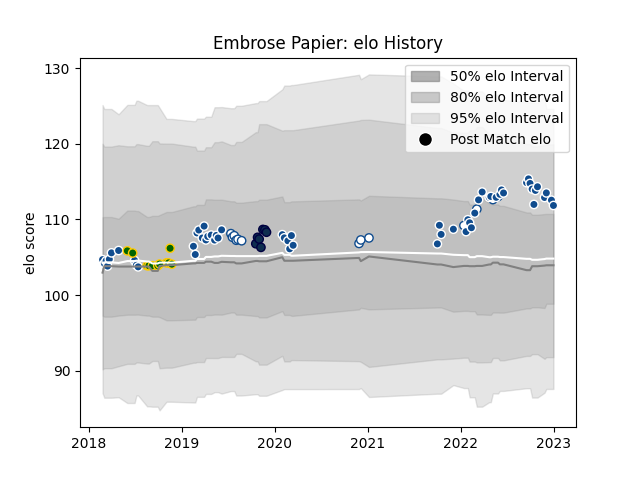 Embrose Papier: elo History
50% elo Interval
80% elo Interval
95% elo Interval
Post Match elo
elo score
130
120
110
100
90
2018
2019
2020
2021
2022
2023